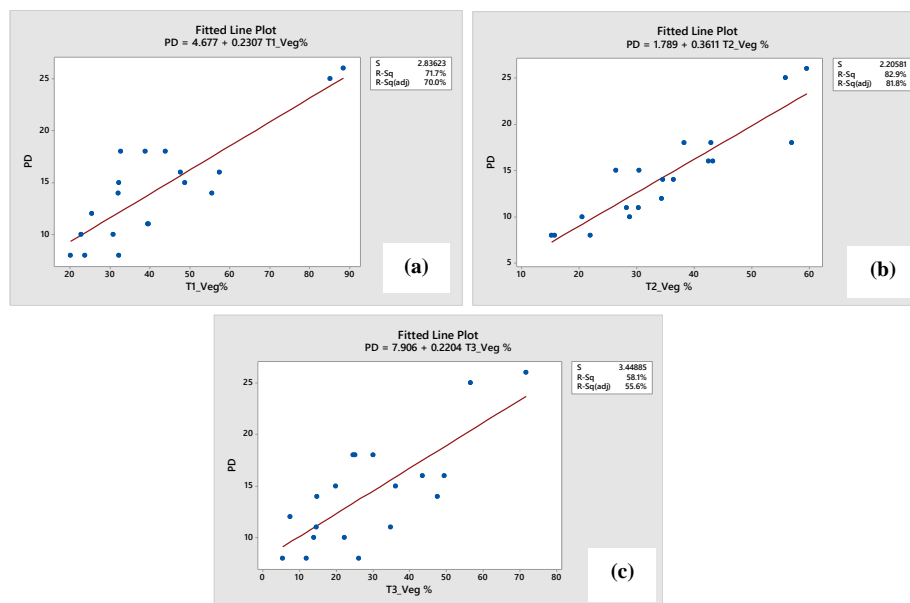 Fitted Line Plot
PD = 4.677 + 0.2307 T1_Veg%
S 2.83623
R-Sq 71.7%
R-Sq(adj) 70.0%
25
20
15
10
PD
20 30 40 50 60 70 80 90
T1_Veg%
(a)
Fitted Line Plot
PD = 1.789 + 0.3611 T2_Veg %
S 2.20581
R-Sq 82.9%
R-Sq(adj) 81.8%
25
20
15
10
5
PD
10 20 30 40 50 60
T2_Veg %
(b)
Fitted Line Plot
PD = 7.906 + 0.2204 T3_Veg %
S 3.44885
R-Sq 58.1%
R-Sq(adj) 55.6%
25
20
15
10
PD
0 10 20 30 40 50 60 70 80
T3_Veg %
(c)